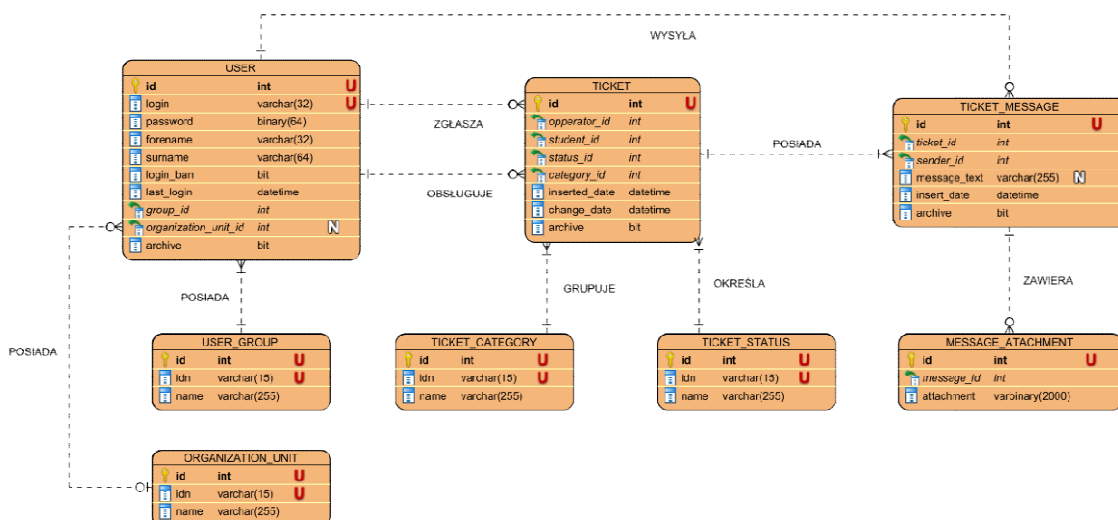 WYSYŁA
USER
id int U
login varchar(32) U
password binary(64)
forename varchar(32)
surname varchar(64)
login_ban bit
last_login datetime
group_id int
organization_unit_id int N
archive bit
ZGŁASZA
OBSŁUGUJE
TICKET
id int U
opperator_id int
student_id int
status_id int
category_id int
inserted_date datetime
change_date datetime
archive bit
POSIADA
TICKET_MESSAGE
id int U
ticket_id int
sender_id int
message_text varchar(255) N
insert_date datetime
archive bit
POSIADA
GRUPUJE
OKREŚLA
ZAWIERA
POSIADA
USER_GROUP
id int U
idn varchar(15) U
name varchar(255)
TICKET_CATEGORY
id int U
idn varchar(15) U
name varchar(255)
TICKET_STATUS
id int U
idn varchar(15) U
name varchar(255)
MESSAGE_ATACHMENT
id int U
message_id int
attachment varbinary(2000)
ORGANIZATION_UNIT
id int U
idn varchar(15) U
name varchar(255)